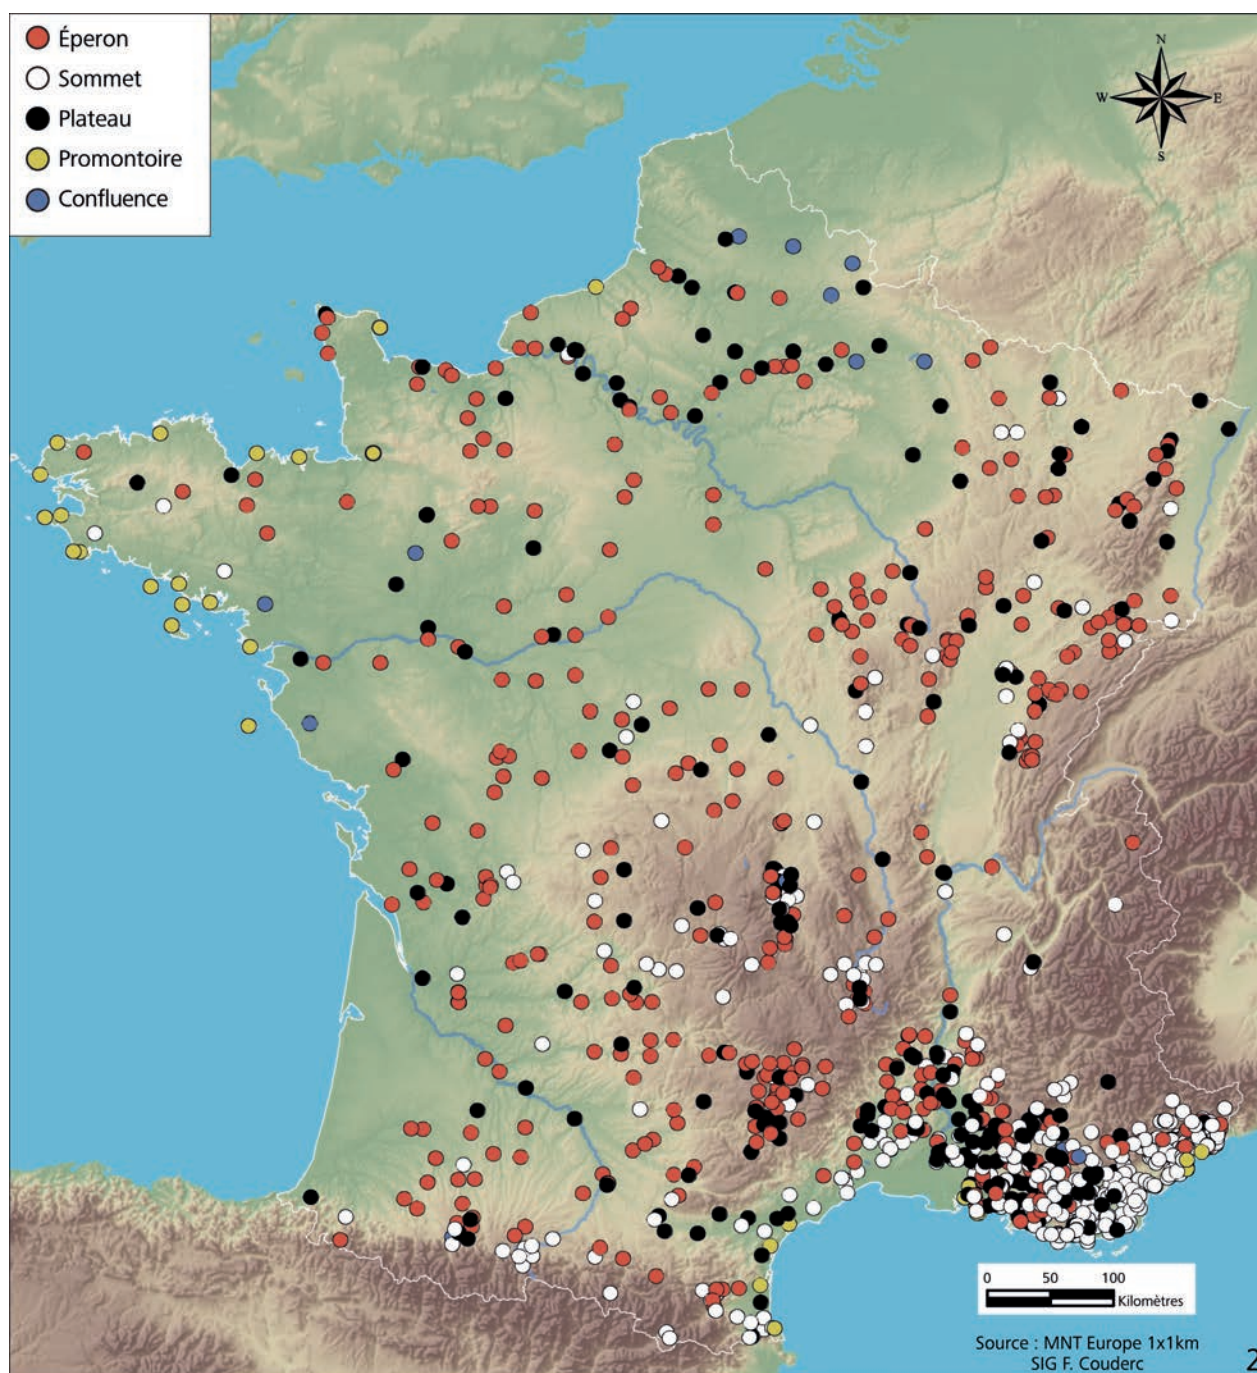 Éperon
Sommet
Plateau
Promontoire
Confluence
N
W E
S
0 50 100
Kilomètres
Source : MNT Europe 1x1km
SIG F. Couderc
2